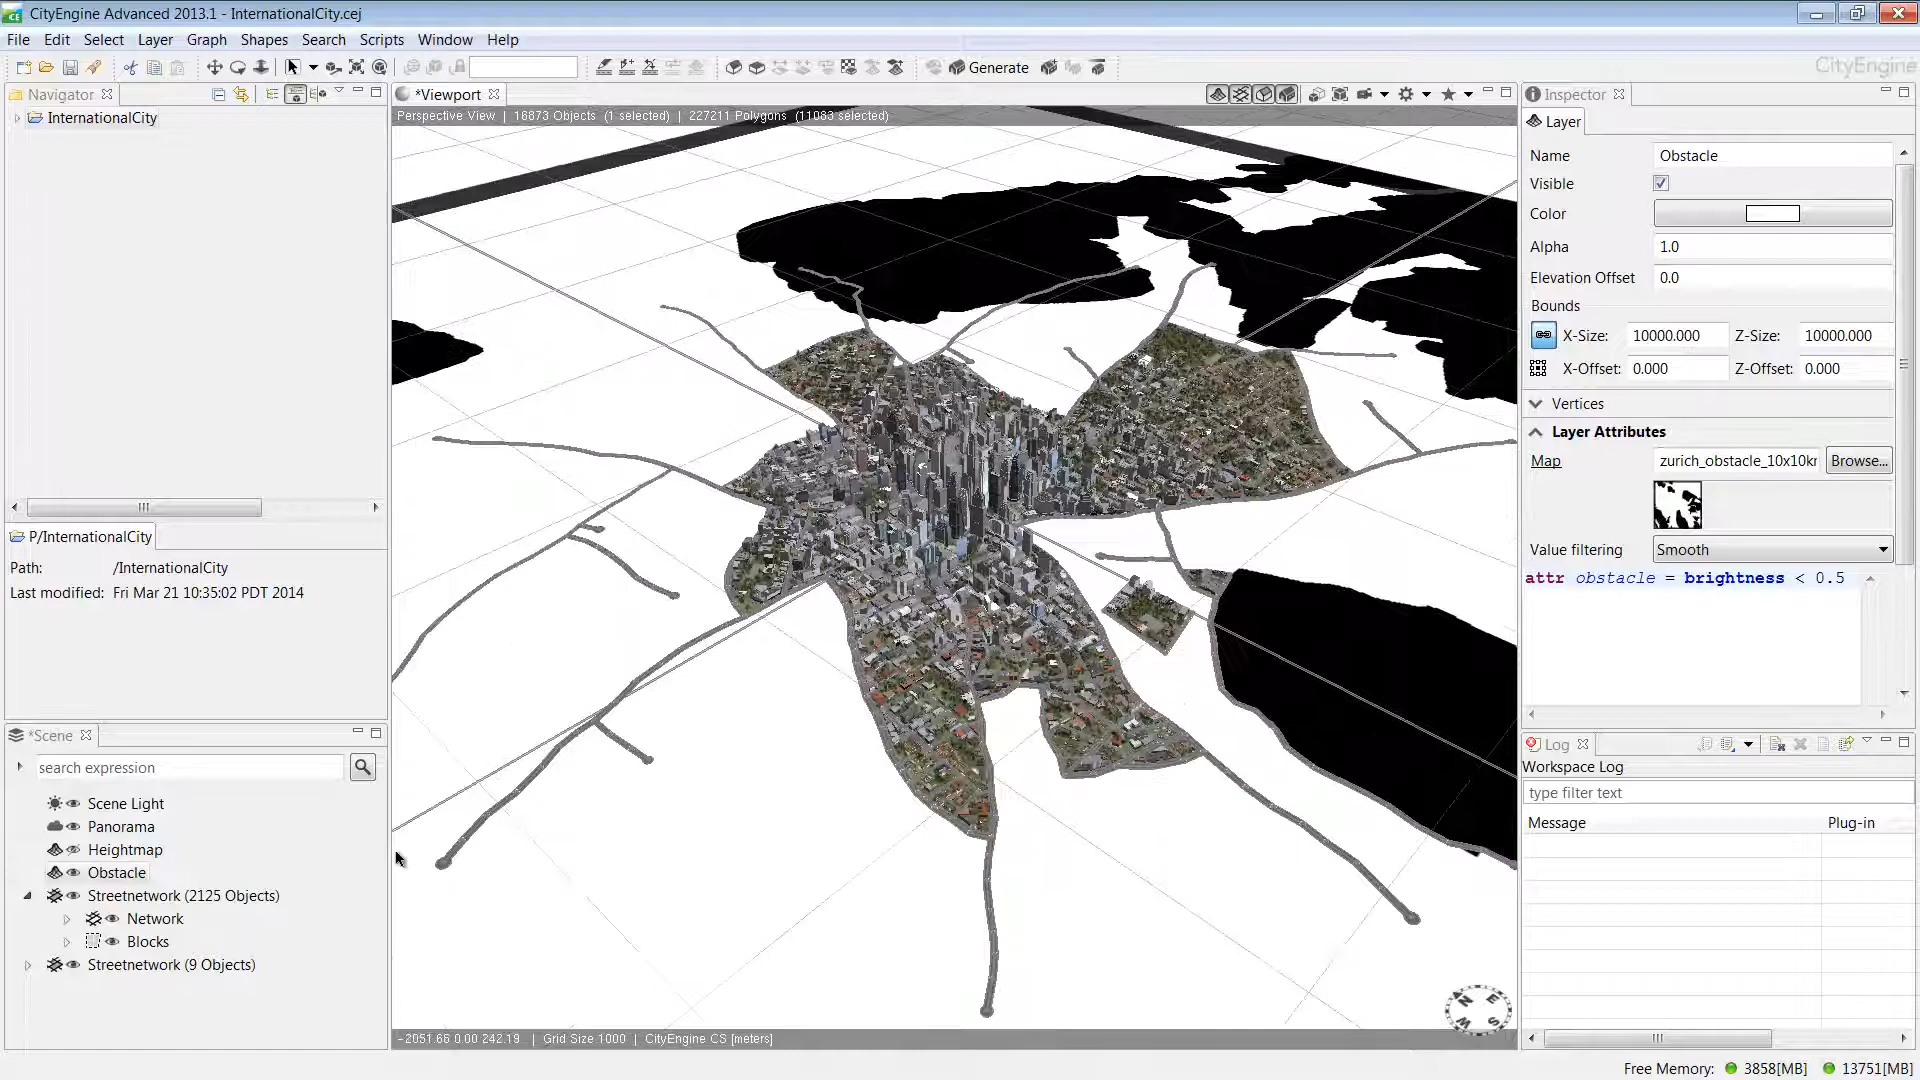 CityEngine Advanced 2013.1 - InternationalCity.cej
File Edit Select Layer Graph Shapes Search Scripts Window Help
Generate
CityEngine
Navigator
InternationalCity
P/InternationalCity
Path: /InternationalCity
Last modified: Fri Mar 21 10:35:02 PDT 2014
*Scene
search expression
Scene Light
Panorama
Heightmap
Obstacle
Streetnetwork (2125 Objects)
Network
Blocks
Streetnetwork (9 Objects)
*Viewport
Perspective View | 16873 Objects (1 selected) | 227211 Polygons (11083 selected)
N E S W
-2051.66 0.00 242.19 | Grid Size 1000 | CityEngine CS [meters]
Inspector
Layer
Name Obstacle
Visible
Color
Alpha 1.0
Elevation Offset 0.0
Bounds
X-Size: 10000.000 Z-Size: 10000.000
X-Offset: 0.000 Z-Offset: 0.000
Vertices
Layer Attributes
Map zurich_obstacle_10x10kr Browse...
Value filtering Smooth
attr obstacle = brightness < 0.5
Log
Workspace Log
type filter text
Message Plug-in
Free Memory: 3858[MB] 13751[MB]